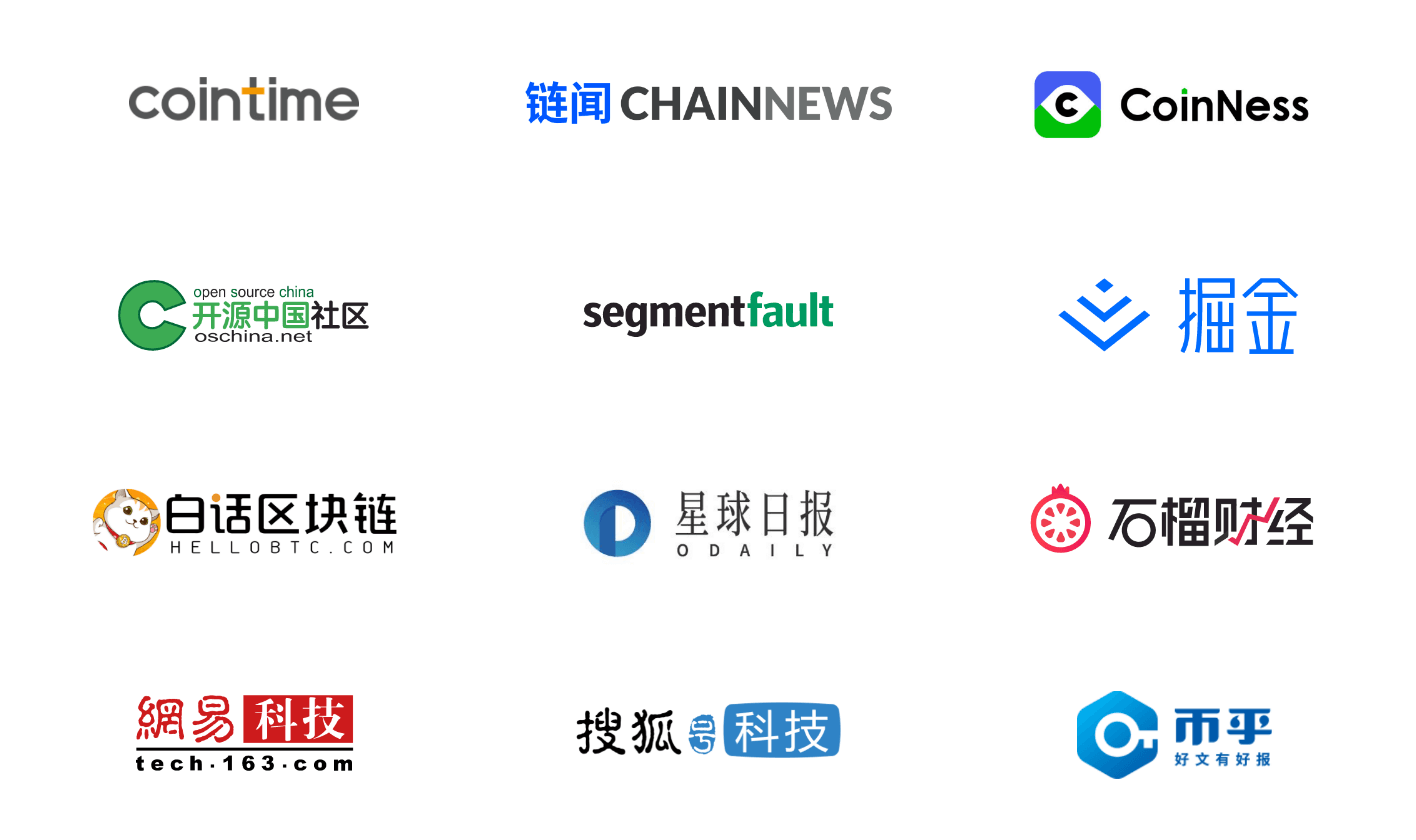 cointime
链闻 CHAINNEWS
C CoinNess
open source china
开源中国社区
oschina.net
segmentfault
掘金
白话区块链
HELLOBTC.COM
星球日报
ODAILY
石榴财经
網易 科技
tech.163.com
搜狐号 科技
币乎
好文有好报